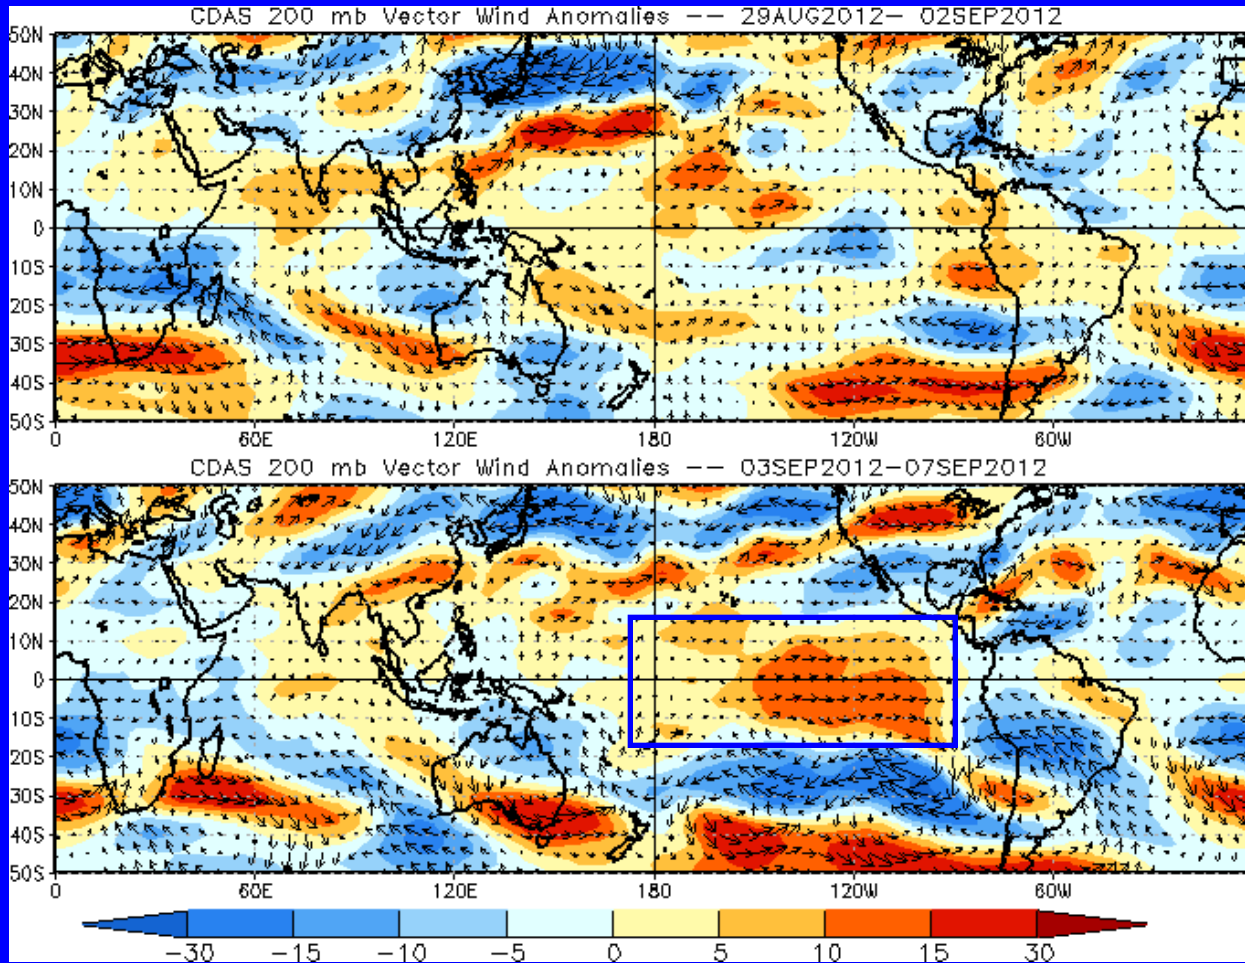 CDAS 200 mb Vector Wind Anomalies -- 29AUG2012- 02SEP2012
50N
40N
30N
20N
10N
0
10S
20S
30S
40S
50S
0 60E 120E 180 120W 60W
CDAS 200 mb Vector Wind Anomalies -- 03SEP2012-07SEP2012
50N
40N
30N
20N
10N
0
10S
20S
30S
40S
50S
0 60E 120E 180 120W 60W
-30 -15 -10 -5 0 5 10 15 30